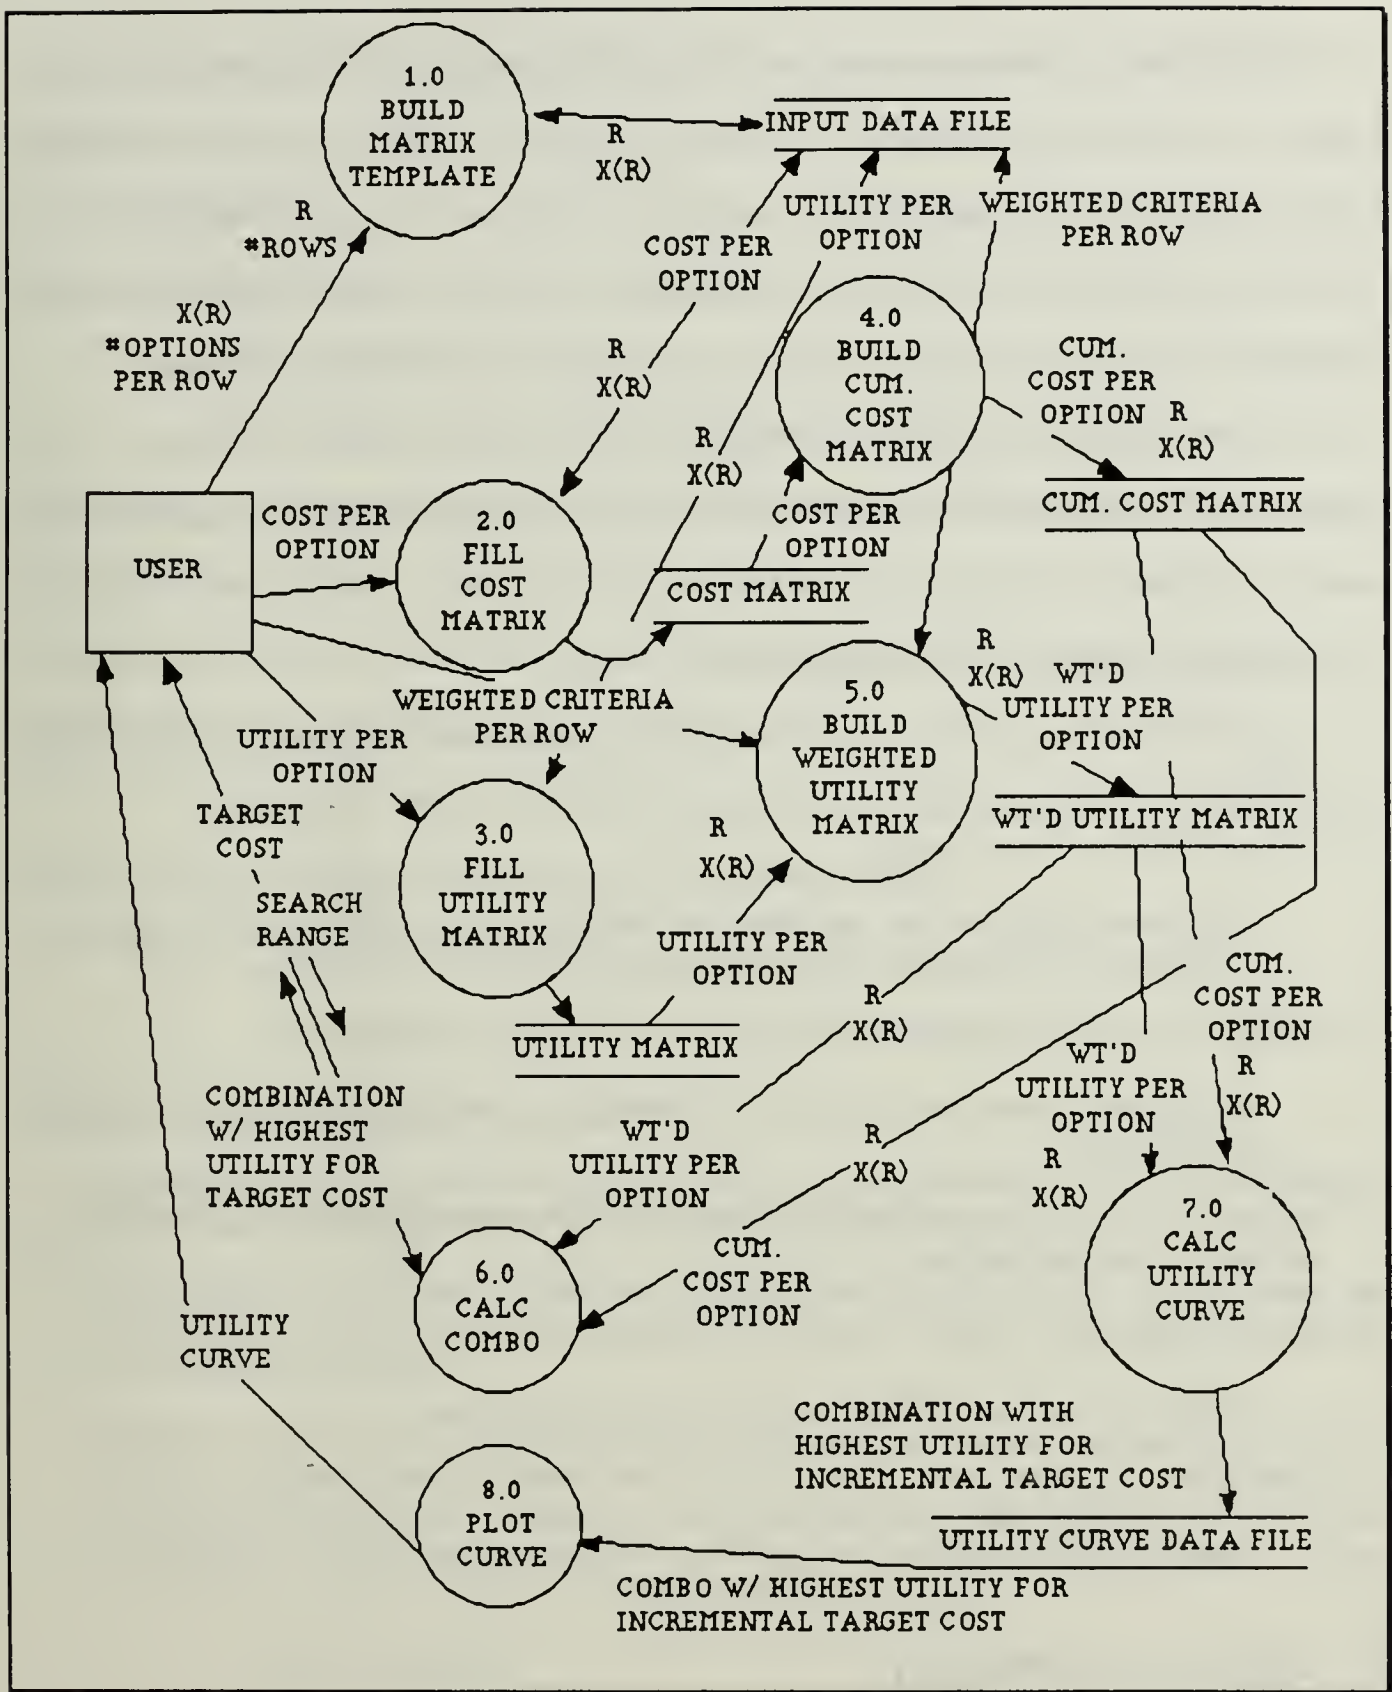 1.0
BUILD
MATRIX
TEMPLATE
R
X(R)
INPUT DATA FILE
R
#ROWS
X(R)
#OPTIONS
PER ROW
COST PER
OPTION
UTILITY PER
OPTION
WEIGHTED CRITERIA
PER ROW
R
X(R)
4.0
BUILD
CUM.
COST
MATRIX
CUM.
COST PER
OPTION
R
X(R)
R
X(R)
CUM. COST MATRIX
USER
COST PER
OPTION
2.0
FILL
COST
MATRIX
COST PER
OPTION
COST MATRIX
WEIGHTED CRITERIA
PER ROW
5.0
BUILD
WEIGHTED
UTILITY
MATRIX
R
X(R)
WT'D
UTILITY PER
OPTION
WT'D UTILITY MATRIX
UTILITY PER
OPTION
TARGET
COST
SEARCH
RANGE
3.0
FILL
UTILITY
MATRIX
R
X(R)
UTILITY PER
OPTION
UTILITY MATRIX
R
X(R)
CUM.
COST PER
OPTION
R
X(R)
WT'D
UTILITY PER
OPTION
R
X(R)
COMBINATION
W/ HIGHEST
UTILITY FOR
TARGET COST
WT'D
UTILITY PER
OPTION
R
X(R)
CUM.
COST PER
OPTION
6.0
CALC
COMBO
7.0
CALC
UTILITY
CURVE
UTILITY
CURVE
COMBINATION WITH
HIGHEST UTILITY FOR
INCREMENTAL TARGET COST
8.0
PLOT
CURVE
UTILITY CURVE DATA FILE
COMBO W/ HIGHEST UTILITY FOR
INCREMENTAL TARGET COST